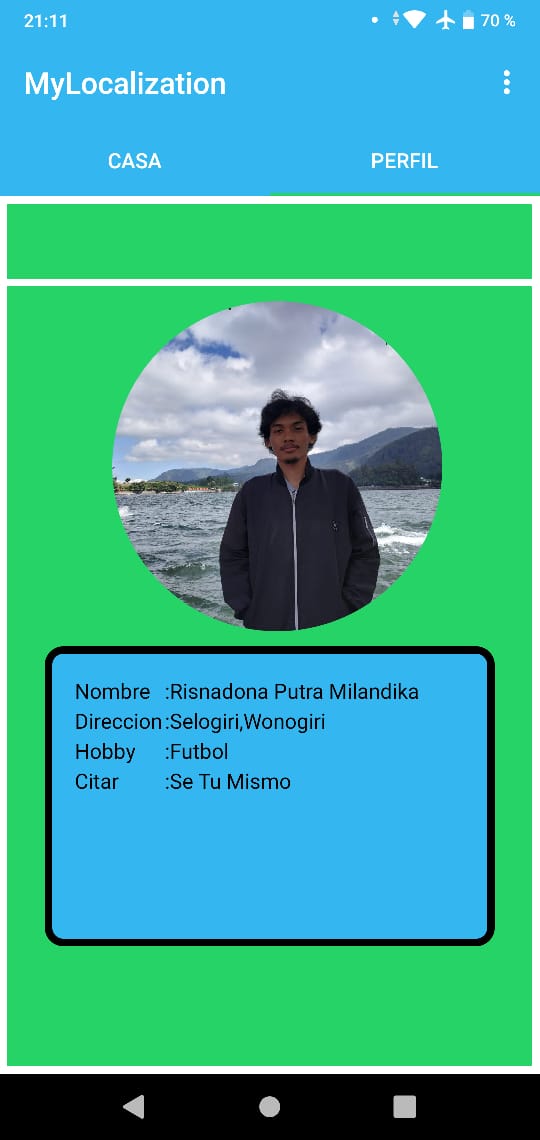 21:11 70 %
MyLocalization
CASA PERFIL
Nombre :Risnadona Putra Milandika
Direccion :Selogiri,Wonogiri
Hobby :Futbol
Citar :Se Tu Mismo